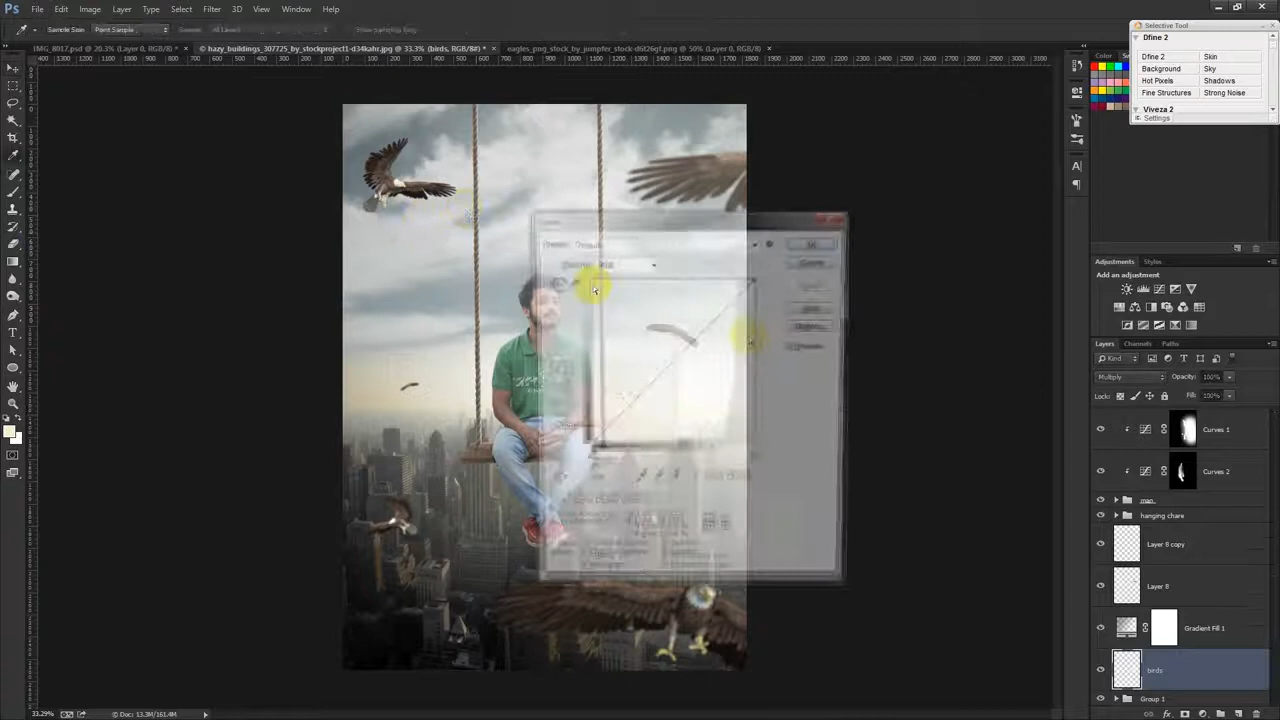 Ps File Edit Image Layer Type Select Filter 3D View Window Help
Sample Size: Point Sample
IMG_8017.psd @ 20.3% (Layer 0, RGB/8*) * ×
© hazy_buildings_307725_by_stockproject1-d34kahr.jpg @ 33.3% (birds, RGB/8#) * ×
eagles_png_stock_by_jumpfer_stock-d6t26qf.png @ 50% (Layer 0, RGB/8) ×
Selective Tool
Dfine 2
Dfine 2 Skin
Background Sky
Hot Pixels Shadows
Fine Structures Strong Noise
Viveza 2
Settings
Color
Adjustments Styles
Add an adjustment
Layers Channels Paths
Kind
Multiply Opacity: 100%
Lock: Fill: 100%
Curves 1
Curves 2
man
hanging chare
Layer 8 copy
Layer 8
Gradient Fill 1
birds
Group 1
33.29% Doc: 13.3M/161.4M